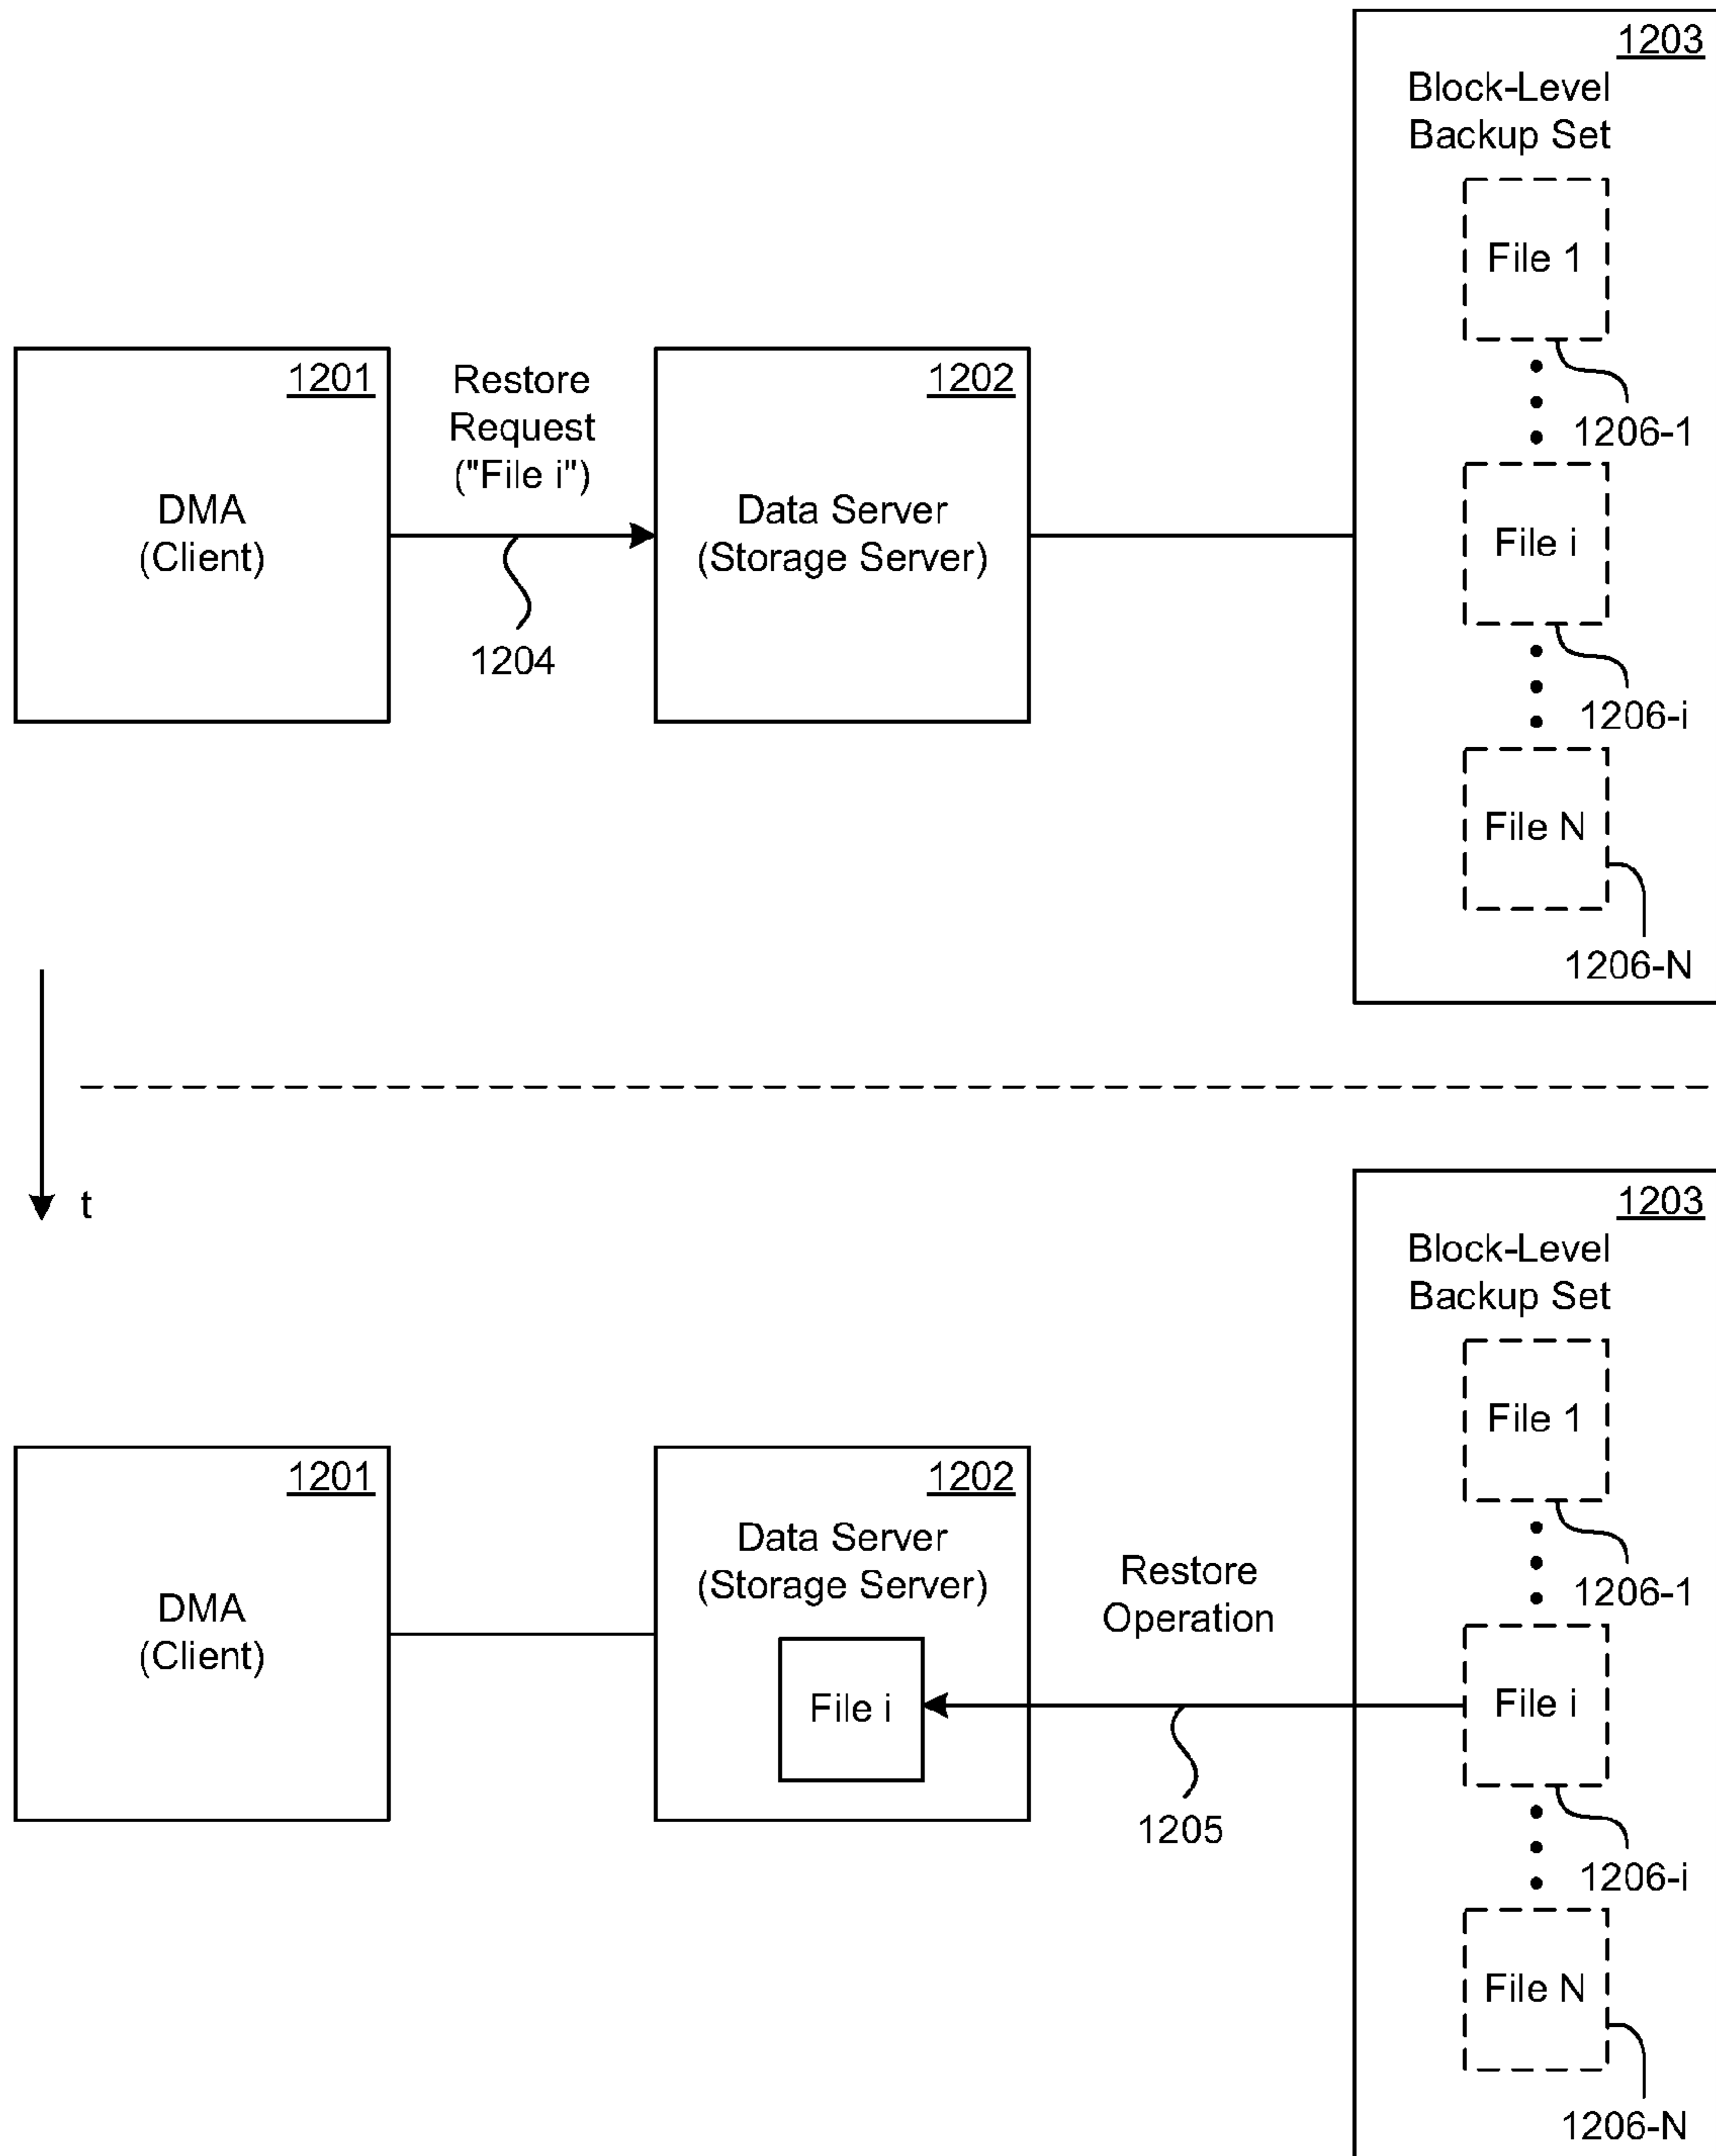 1203
Block-Level
Backup Set
File 1
1206-1
1201
Restore
Request
("File i")
1202
DMA
(Client)
Data Server
(Storage Server)
File i
1204
1206-i
File N
1206-N
t
1203
Block-Level
Backup Set
File 1
1206-1
1201
1202
DMA
(Client)
Data Server
(Storage Server)
File i
Restore
Operation
1205
File i
1206-i
File N
1206-N